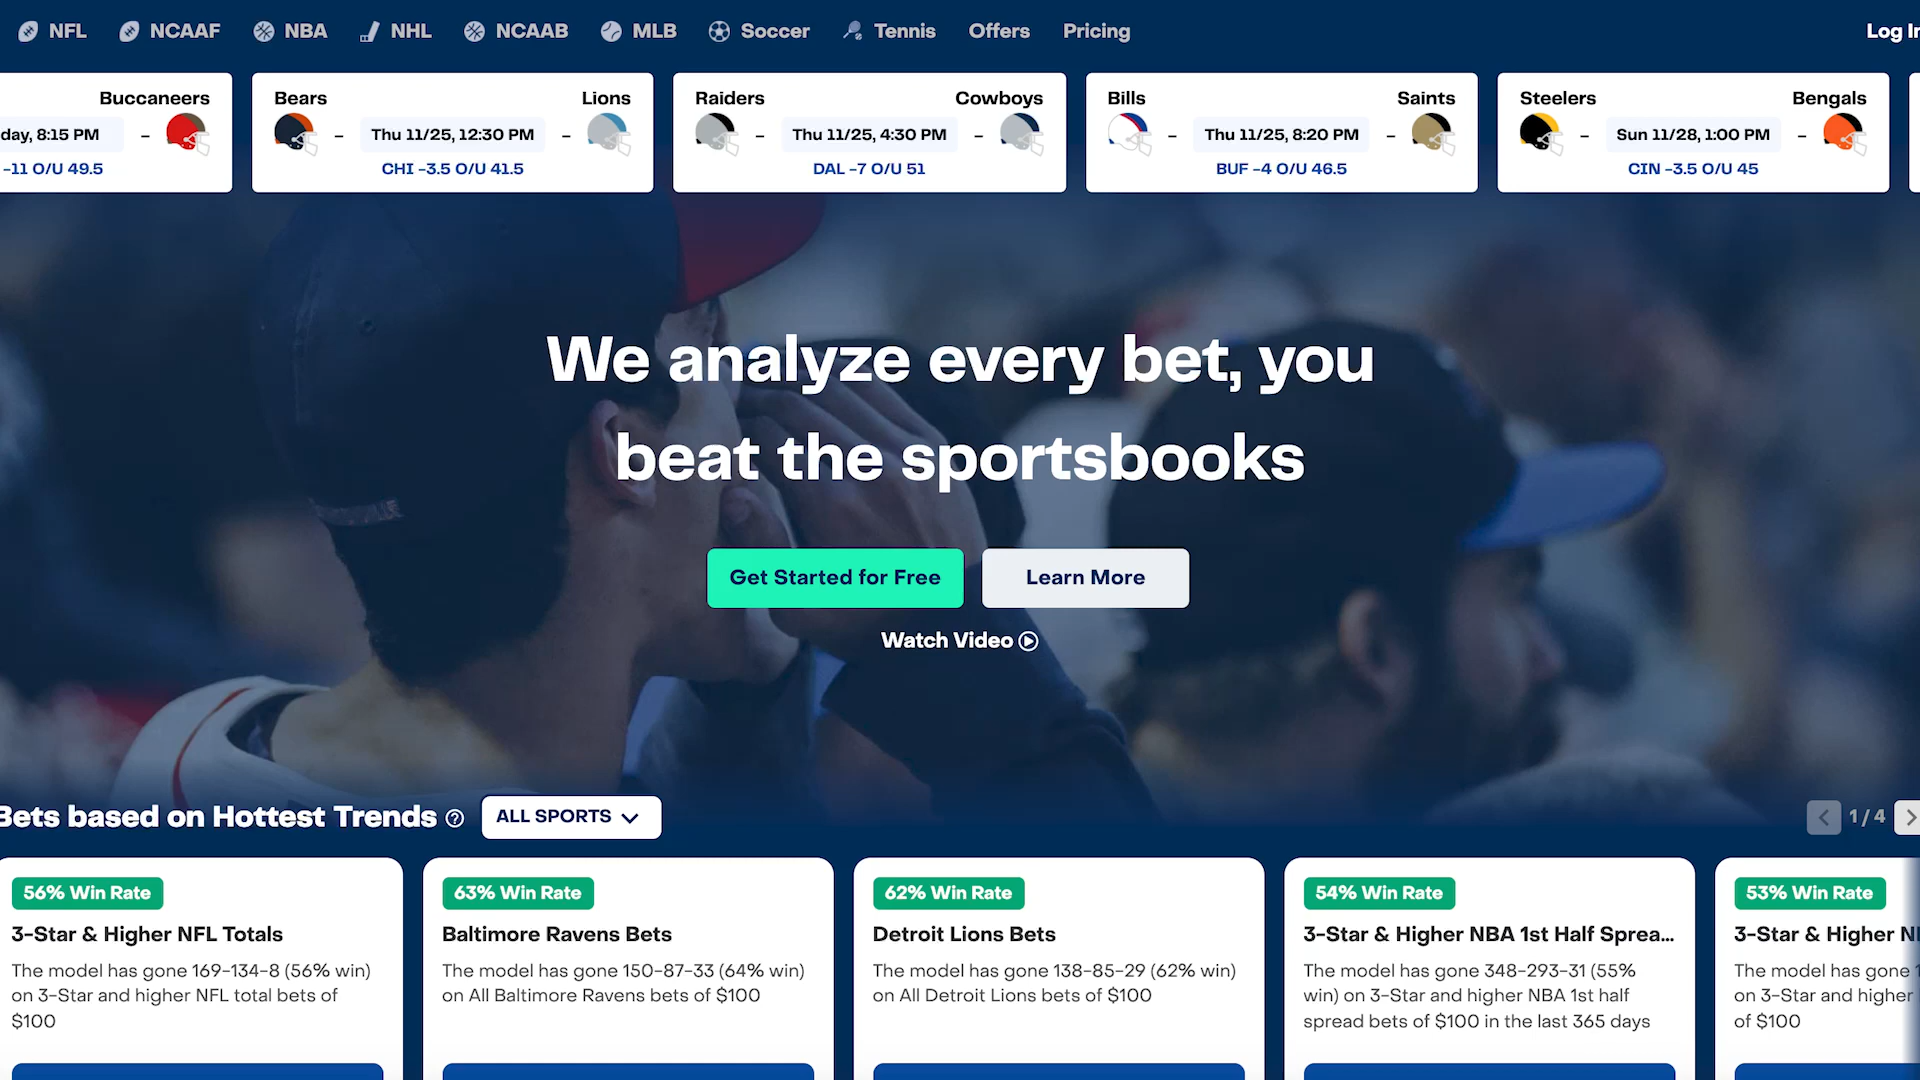 NFL NCAAF NBA NHL NCAAB MLB Soccer Tennis Offers Pricing Log In
Buccaneers
day, 8:15 PM -
-11 O/U 49.5
Bears Lions
- Thu 11/25, 12:30 PM -
CHI -3.5 O/U 41.5
Raiders Cowboys
- Thu 11/25, 4:30 PM -
DAL -7 O/U 51
Bills Saints
- Thu 11/25, 8:20 PM -
BUF -4 O/U 46.5
Steelers Bengals
- Sun 11/28, 1:00 PM -
CIN -3.5 O/U 45
We analyze every bet, you
beat the sportsbooks
Get Started for Free Learn More
Watch Video
Bets based on Hottest Trends ? ALL SPORTS 1 / 4
56% Win Rate
3-Star & Higher NFL Totals
The model has gone 169-134-8 (56% win)
on 3-Star and higher NFL total bets of
$100
63% Win Rate
Baltimore Ravens Bets
The model has gone 150-87-33 (64% win)
on All Baltimore Ravens bets of $100
62% Win Rate
Detroit Lions Bets
The model has gone 138-85-29 (62% win)
on All Detroit Lions bets of $100
54% Win Rate
3-Star & Higher NBA 1st Half Sprea...
The model has gone 348-293-31 (55%
win) on 3-Star and higher NBA 1st half
spread bets of $100 in the last 365 days
53% Win Rate
3-Star & Higher
The model has gone
on 3-Star and higher
of $100